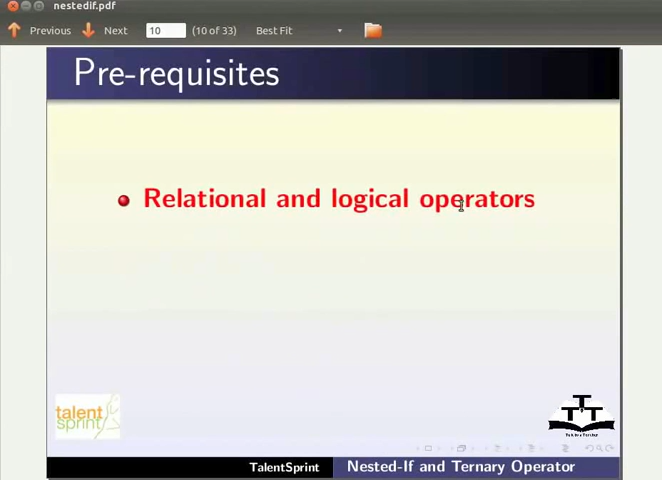 nestedif.pdf
Previous Next 10 (10 of 33) Best Fit
Pre-requisites
Relational and logical operators
talent
sprint
TTT
TalentSprint Nested-If and Ternary Operator